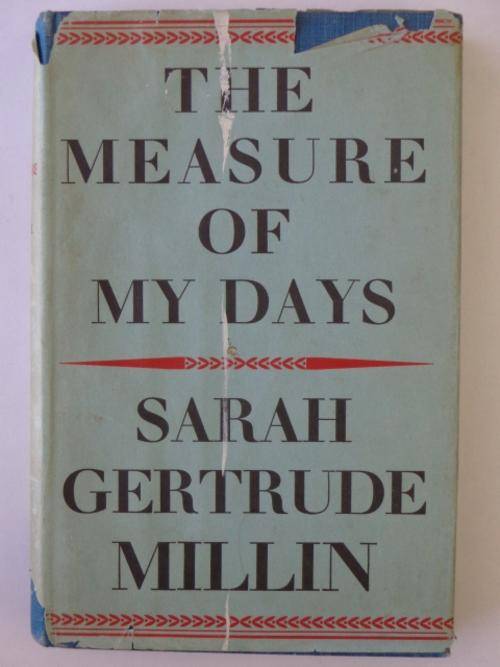 THE
MEASURE
OF
MY DAYS
SARAH
GERTRUDE
MILLIN